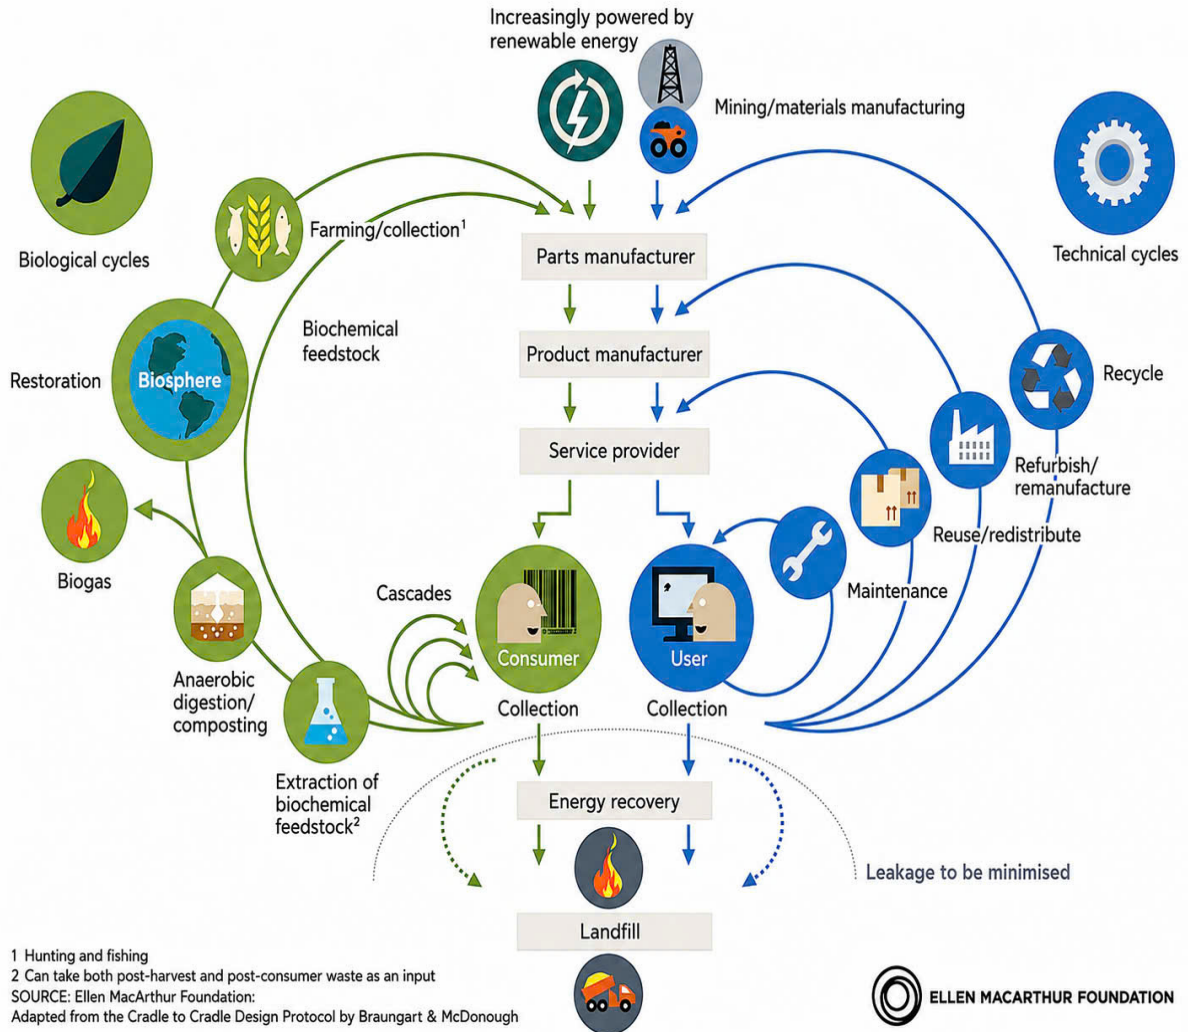 Increasingly powered by
renewable energy
Mining/materials manufacturing
Biological cycles
Technical cycles
Farming/collection¹
Parts manufacturer
Biochemical
feedstock
Product manufacturer
Restoration
Biosphere
Recycle
Service provider
Refurbish/
remanufacture
Reuse/redistribute
Biogas
Maintenance
Cascades
Consumer
User
Anaerobic
digestion/
composting
Collection
Collection
Extraction of
biochemical
feedstock²
Energy recovery
Leakage to be minimised
Landfill
1 Hunting and fishing
2 Can take both post-harvest and post-consumer waste as an input
SOURCE: Ellen MacArthur Foundation:
Adapted from the Cradle to Cradle Design Protocol by Braungart & McDonough
ELLEN MACARTHUR FOUNDATION